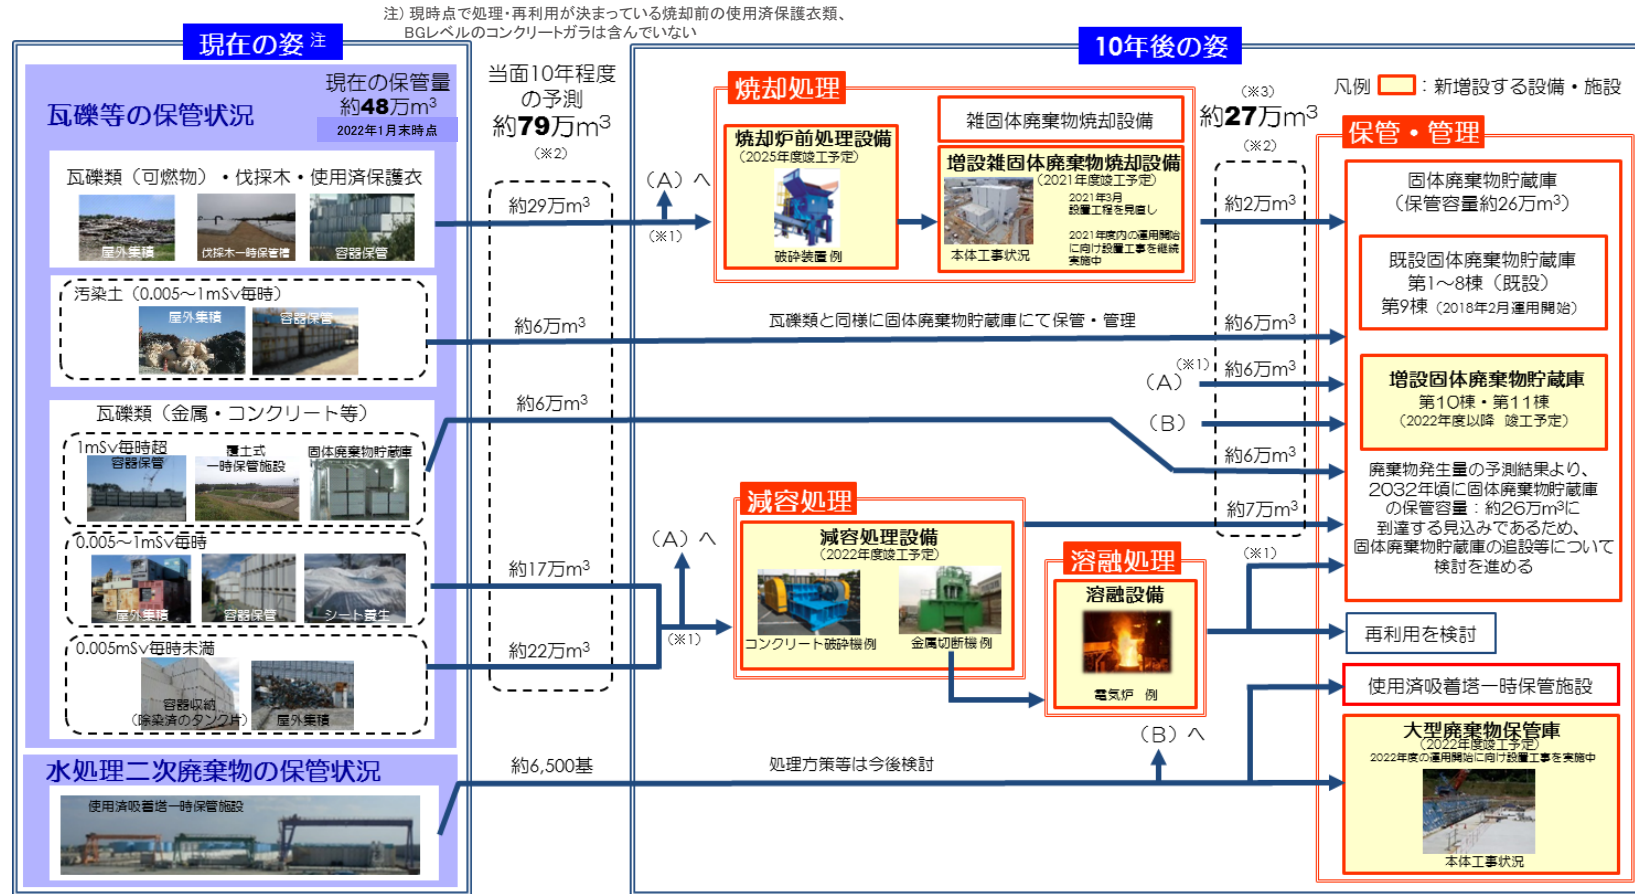 注）現時点で処理・再利用が決まっている焼却前の使用済保護衣類、
BGレベルのコンクリートガラは含んでいない
現在の姿 注
瓦礫等の保管状況
現在の保管量
約48万m³
2022年1月末時点
瓦礫類（可燃物）・伐採木・使用済保護衣
屋外集積
伐採木一時保管槽
容器保管
汚染土（0.005～1mSv毎時）
屋外集積
容器保管
瓦礫類（金属・コンクリート等）
1mSv毎時超
容器保管
覆土式
一時保管施設
固体廃棄物貯蔵庫
0.005～1mSv毎時
屋外集積
容器保管
シート養生
0.005mSv毎時未満
容器収納
（除染済のタンク片）
屋外集積
水処理二次廃棄物の保管状況
使用済吸着塔一時保管施設
当面10年程度
の予測
約79万m³
（※2）
約29万m³
約6万m³
約6万m³
約17万m³
約22万m³
約6,500基
10年後の姿
（A）へ
（※1）
焼却処理
焼却炉前処理設備
（2025年度竣工予定）
破砕装置例
雑固体廃棄物焼却設備
増設雑固体廃棄物焼却設備
（2021年度竣工予定）
2021年3月
設置工程を見直し
2021年度内の運用開始
に向け設置工事を継続
実施中
本体工事状況
瓦礫類と同様に固体廃棄物貯蔵庫にて保管・管理
（A）へ
（※1）
減容処理
減容処理設備
（2022年度竣工予定）
コンクリート破砕機例
金属切断機例
溶融処理
溶融設備
電気炉 例
処理方策等は今後検討
（B）へ
（※3）
約27万m³
（※2）
約2万m³
約6万m³
（A）
（※1）
約6万m³
（B）
約6万m³
約7万m³
（※1）
凡例 ：新増設する設備・施設
保管・管理
固体廃棄物貯蔵庫
（保管容量約26万m³）
既設固体廃棄物貯蔵庫
第1～8棟（既設）
第9棟（2018年2月運用開始）
増設固体廃棄物貯蔵庫
第10棟・第11棟
（2022年度以降 竣工予定）
廃棄物発生量の予測結果より、
2032年頃に固体廃棄物貯蔵庫
の保管容量：約26万m³に
到達する見込みであるため、
固体廃棄物貯蔵庫の追設等について
検討を進める
再利用を検討
使用済吸着塔一時保管施設
大型廃棄物保管庫
（2022年度竣工予定）
2022年度の運用開始に向け設置工事を実施中
本体工事状況